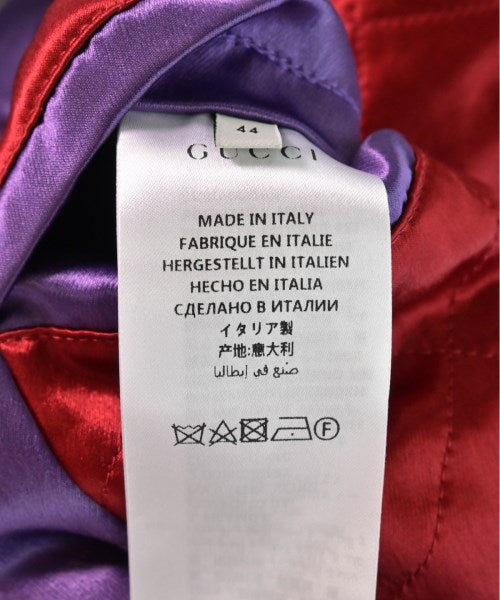 44
GUCCI
MADE IN ITALY
FABRIQUE EN ITALIE
HERGESTELLT IN ITALIEN
HECHO EN ITALIA
СДЕЛАНО В ИТАЛИИ
イタリア製
产地:意大利
صنع في إيطاليا
F